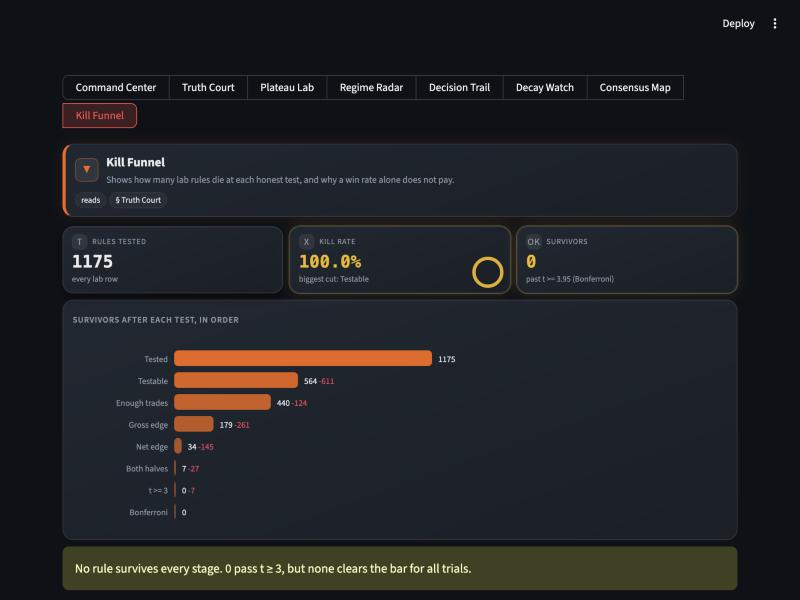 Deploy
Command Center Truth Court Plateau Lab Regime Radar Decision Trail Decay Watch Consensus Map
Kill Funnel
Kill Funnel
Shows how many lab rules die at each honest test, and why a win rate alone does not pay.
reads § Truth Court
T RULES TESTED
1175
every lab row
X KILL RATE
100.0%
biggest cut: Testable
OK SURVIVORS
0
past t >= 3.95 (Bonferroni)
SURVIVORS AFTER EACH TEST, IN ORDER
Tested 1175
Testable 564 -611
Enough trades 440 -124
Gross edge 179 -261
Net edge 34 -145
Both halves 7 -27
t >= 3 0 -7
Bonferroni 0
No rule survives every stage. 0 pass t ≥ 3, but none clears the bar for all trials.